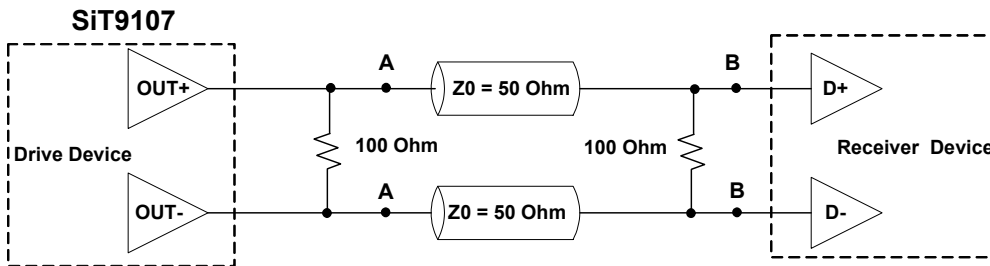 SiT9107
A
B
OUT+
Z0 = 50 Ohm
D+
Drive Device
100 Ohm
100 Ohm
Receiver Device
A
B
OUT-
Z0 = 50 Ohm
D-